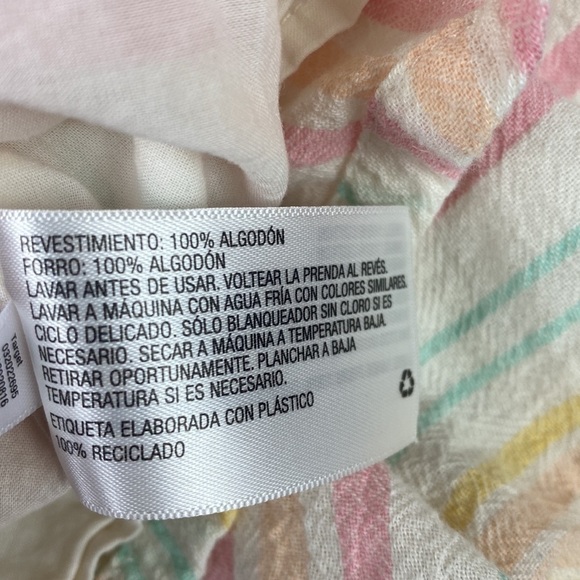 REVESTIMIENTO: 100% ALGODÓN
FORRO: 100% ALGODÓN
LAVAR ANTES DE USAR. VOLTEAR LA PRENDA AL REVÉS.
LAVAR A MÁQUINA CON AGUA FRÍA CON COLORES SIMILARES.
CICLO DELICADO. SÓLO BLANQUEADOR SIN CLORO SI ES
NECESARIO. SECAR A MÁQUINA A TEMPERATURA BAJA.
RETIRAR OPORTUNAMENTE. PLANCHAR A BAJA
TEMPERATURA SI ES NECESARIO.
ETIQUETA ELABORADA CON PLÁSTICO
100% RECICLADO
Target
032022695